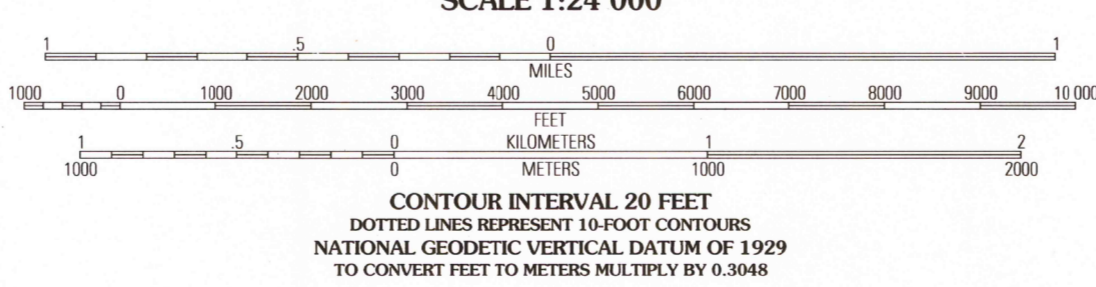 SCALE 1:24 000
1 .5 0 1
MILES
1000 0 1000 2000 3000 4000 5000 6000 7000 8000 9000 10 000
FEET
1 .5 0 KILOMETERS 1 2
1000 0 METERS 1000 2000
CONTOUR INTERVAL 20 FEET
DOTTED LINES REPRESENT 10-FOOT CONTOURS
NATIONAL GEODETIC VERTICAL DATUM OF 1929
TO CONVERT FEET TO METERS MULTIPLY BY 0.3048